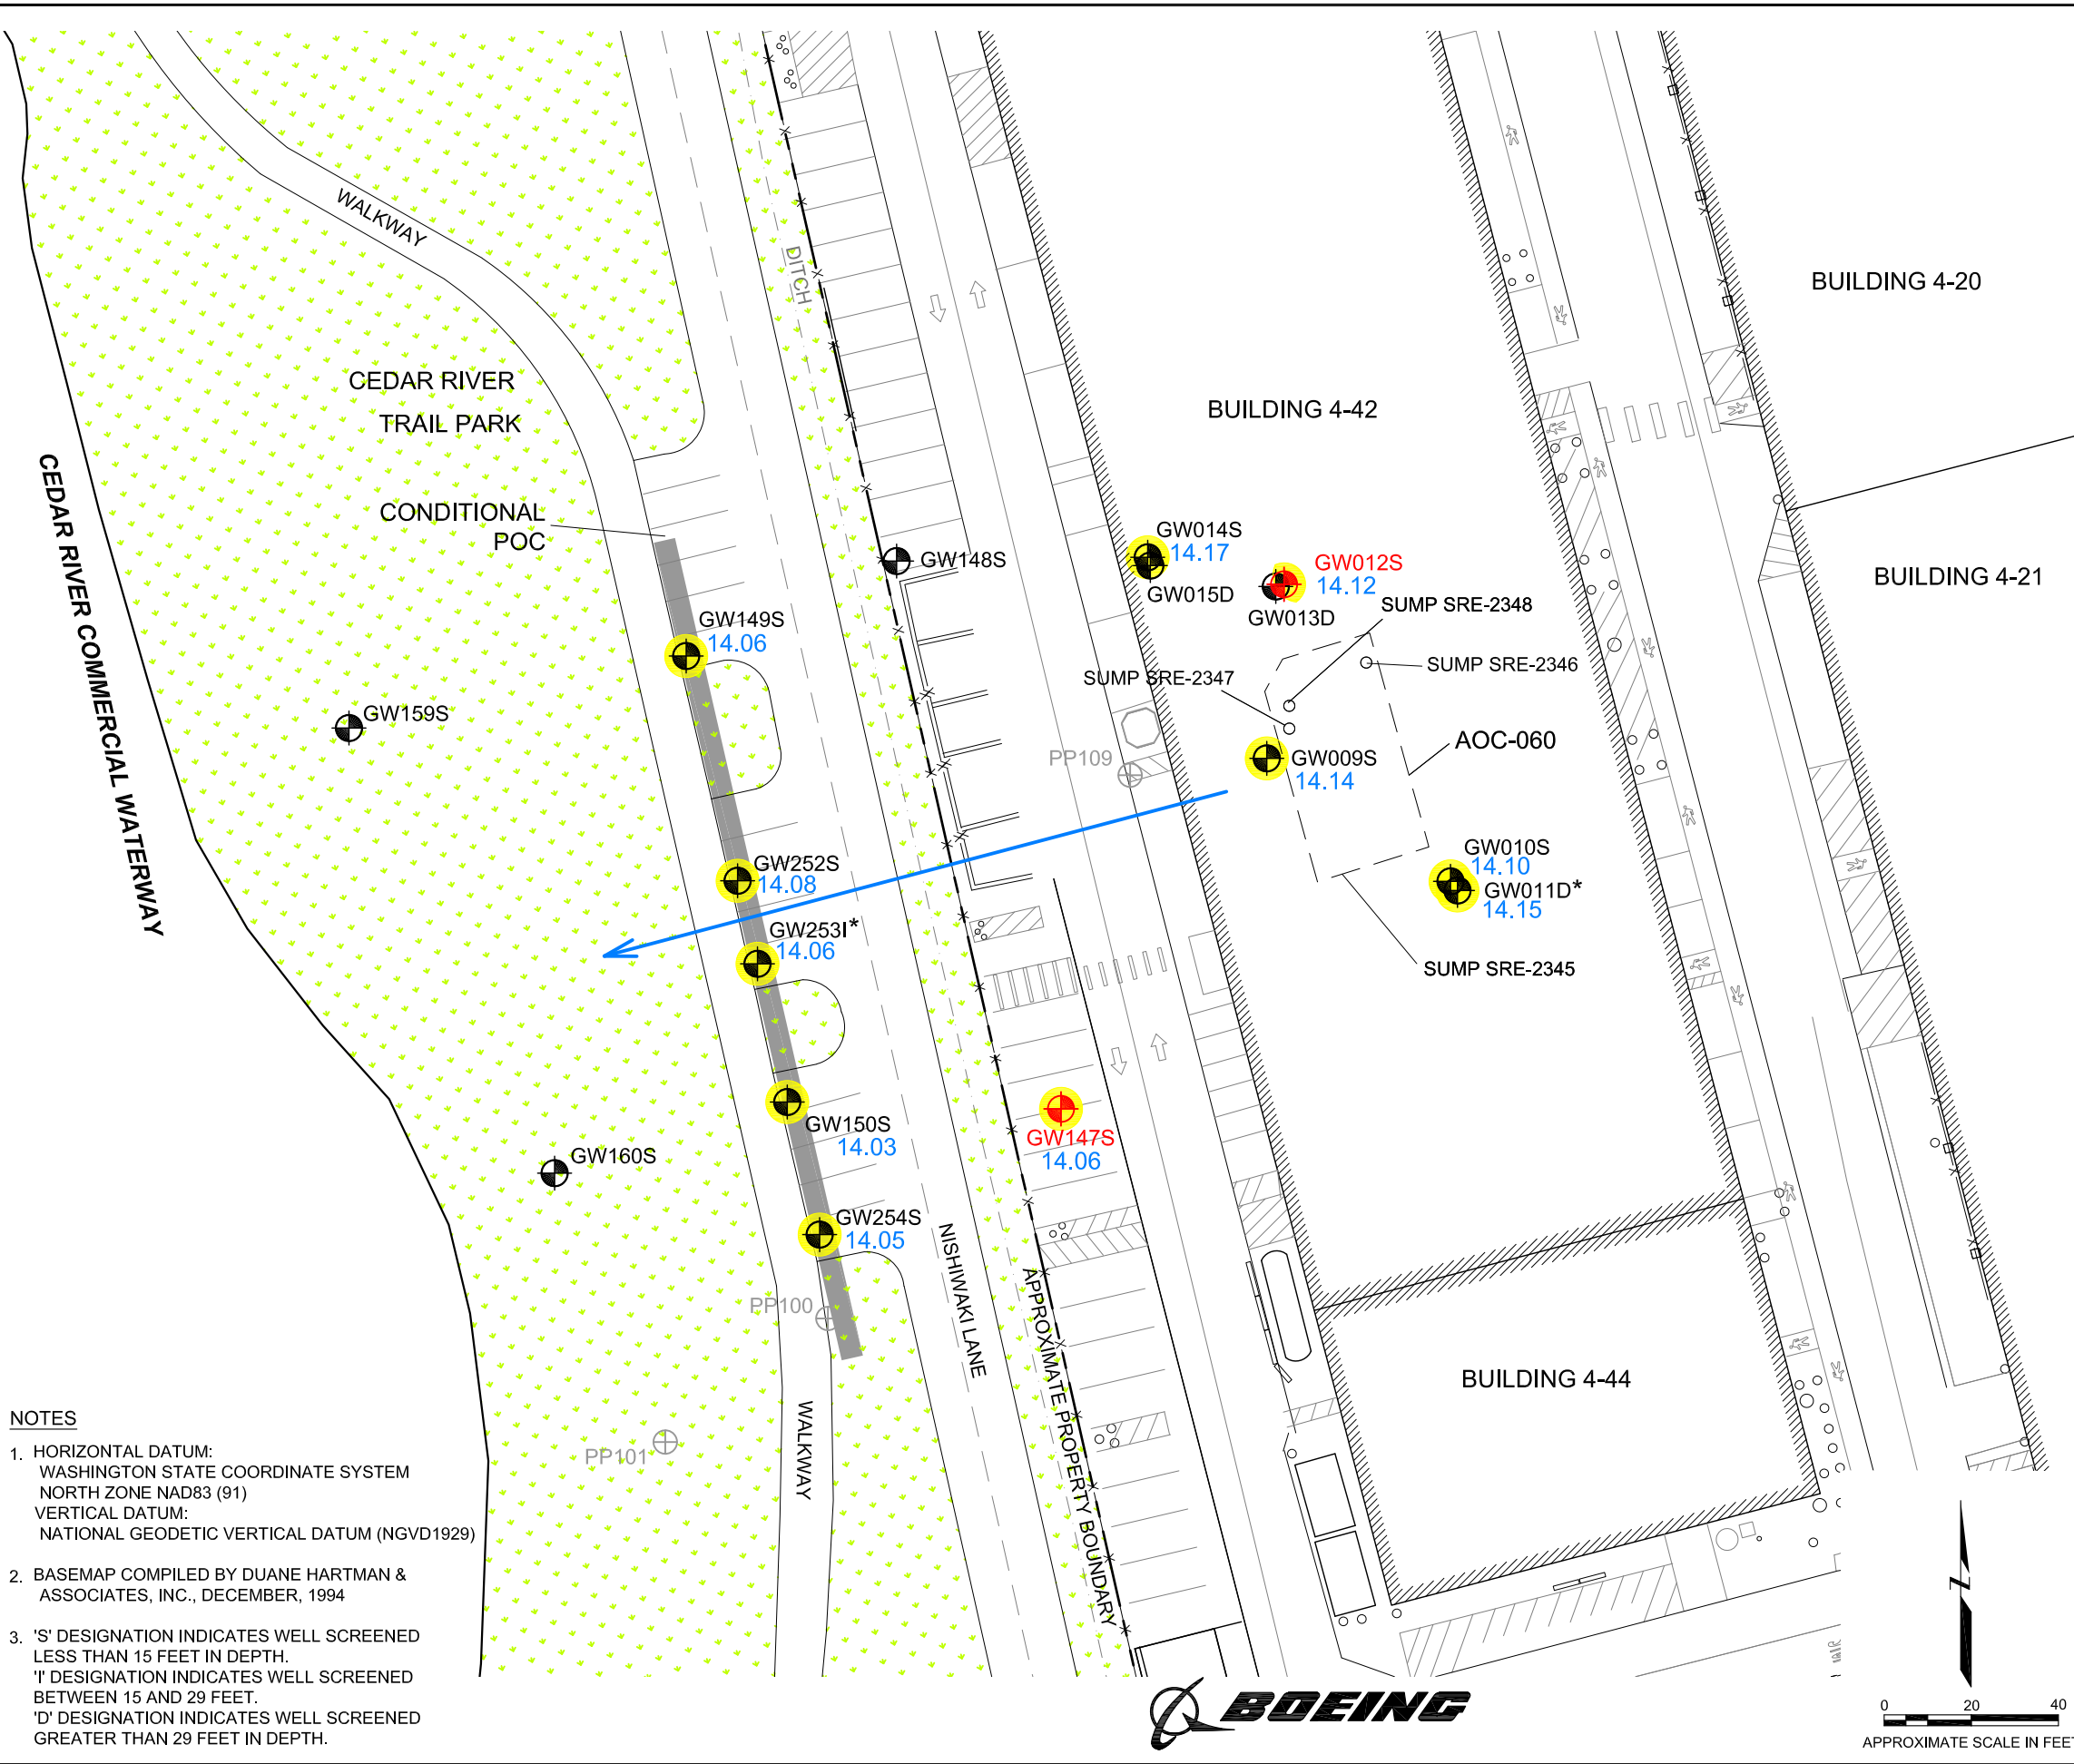 WALKWAY
DITCH
BUILDING 4-20
CEDAR RIVER
TRAIL PARK
BUILDING 4-42
CEDAR RIVER COMMERCIAL WATERWAY
CONDITIONAL
POC
GW148S
GW014S
14.17
GW015D
GW012S
14.12
GW013D
BUILDING 4-21
SUMP SRE-2348
SUMP SRE-2346
SUMP SRE-2347
GW149S
14.06
GW159S
AOC-060
PP109
GW009S
14.14
GW252S
14.08
GW010S
14.10
GW011D*
14.15
GW253I*
14.06
SUMP SRE-2345
GW150S
14.03
GW147S
14.06
GW160S
GW254S
14.05
NISHIWAKI LANE
APPROXIMATE PROPERTY BOUNDARY
PP100
BUILDING 4-44
WALKWAY
PP101
NOTES
1. HORIZONTAL DATUM:
WASHINGTON STATE COORDINATE SYSTEM
NORTH ZONE NAD83 (91)
VERTICAL DATUM:
NATIONAL GEODETIC VERTICAL DATUM (NGVD1929)
2. BASEMAP COMPILED BY DUANE HARTMAN &
ASSOCIATES, INC., DECEMBER, 1994
3. 'S' DESIGNATION INDICATES WELL SCREENED
LESS THAN 15 FEET IN DEPTH.
'I' DESIGNATION INDICATES WELL SCREENED
BETWEEN 15 AND 29 FEET.
'D' DESIGNATION INDICATES WELL SCREENED
GREATER THAN 29 FEET IN DEPTH.
BOEING
Z
0 20 40
APPROXIMATE SCALE IN FEET